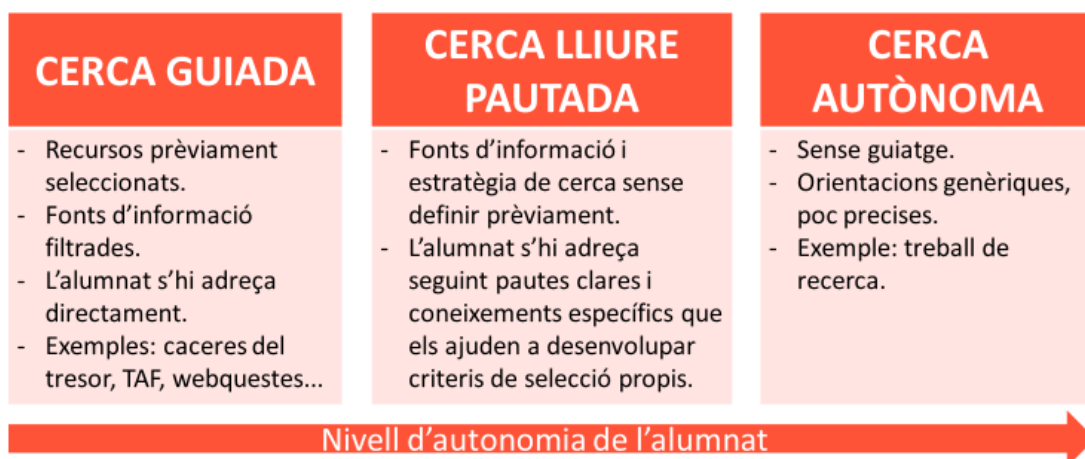 CERCA GUIADA
- Recursos prèviament
seleccionats.
- Fonts d'informació
filtrades.
- L'alumnat s'hi adreça
directament.
- Exemples: caceres del
tresor, TAF, webquestes...
CERCA LLIURE
PAUTADA
- Fonts d'informació i
estratègia de cerca sense
definir prèviament.
- L'alumnat s'hi adreça
seguint pautes clares i
coneixements específics que
els ajuden a desenvolupar
criteris de selecció propis.
CERCA
AUTÒNOMA
- Sense guiatge.
- Orientacions genèriques,
poc precises.
- Exemple: treball de
recerca.
Nivell d'autonomia de l'alumnat